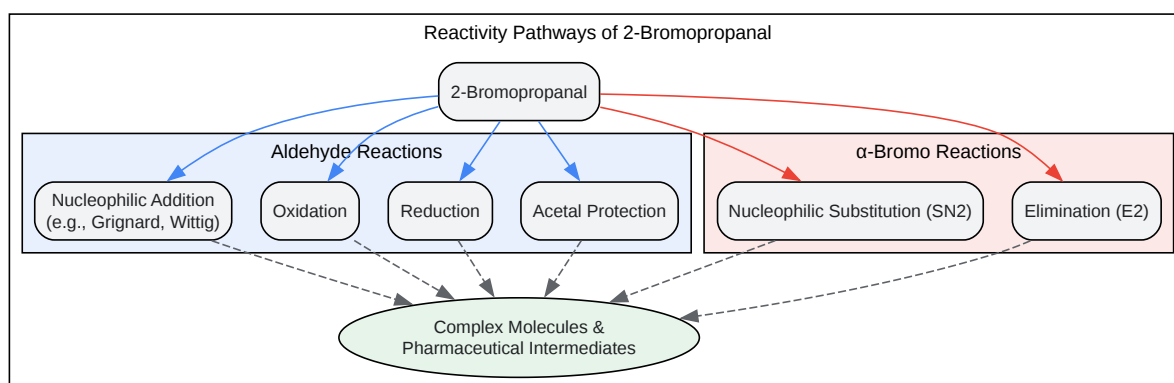 Reactivity Pathways of 2-Bromopropanal
2-Bromopropanal
Aldehyde Reactions
α-Bromo Reactions
Nucleophilic Addition
(e.g., Grignard, Wittig)
Oxidation
Reduction
Acetal Protection
Nucleophilic Substitution (SN2)
Elimination (E2)
Complex Molecules &
Pharmaceutical Intermediates